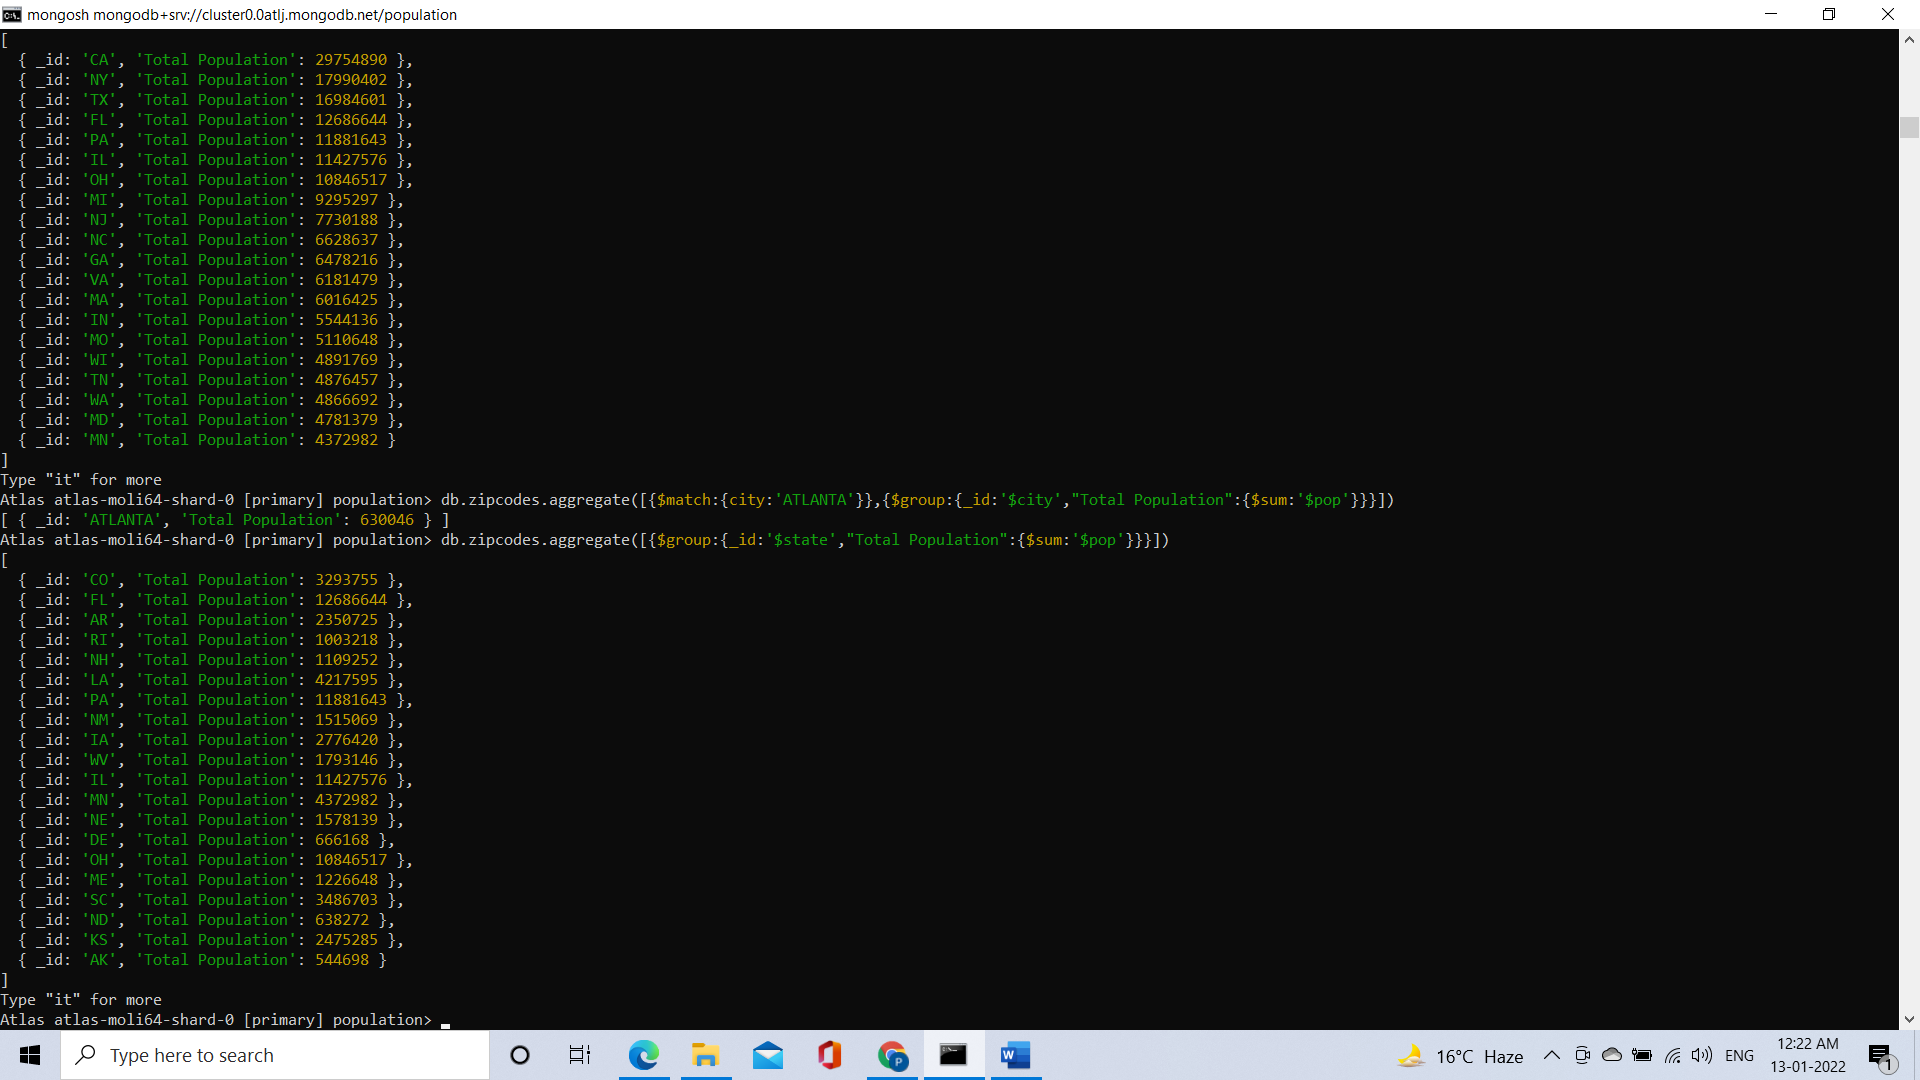 mongosh mongodb+srv://cluster0.0atlj.mongodb.net/population
[
{ _id: 'CA', 'Total Population': 29754890 },
{ _id: 'NY', 'Total Population': 17990402 },
{ _id: 'TX', 'Total Population': 16984601 },
{ _id: 'FL', 'Total Population': 12686644 },
{ _id: 'PA', 'Total Population': 11881643 },
{ _id: 'IL', 'Total Population': 11427576 },
{ _id: 'OH', 'Total Population': 10846517 },
{ _id: 'MI', 'Total Population': 9295297 },
{ _id: 'NJ', 'Total Population': 7730188 },
{ _id: 'NC', 'Total Population': 6628637 },
{ _id: 'GA', 'Total Population': 6478216 },
{ _id: 'VA', 'Total Population': 6181479 },
{ _id: 'MA', 'Total Population': 6016425 },
{ _id: 'IN', 'Total Population': 5544136 },
{ _id: 'MO', 'Total Population': 5110648 },
{ _id: 'WI', 'Total Population': 4891769 },
{ _id: 'TN', 'Total Population': 4876457 },
{ _id: 'WA', 'Total Population': 4866692 },
{ _id: 'MD', 'Total Population': 4781379 },
{ _id: 'MN', 'Total Population': 4372982 }
]
Type "it" for more
Atlas atlas-moli64-shard-0 [primary] population> db.zipcodes.aggregate([{$match:{city:'ATLANTA'}},{$group:{_id:'$city',"Total Population":{$sum:'$pop'}}}])
[ { _id: 'ATLANTA', 'Total Population': 630046 } ]
Atlas atlas-moli64-shard-0 [primary] population> db.zipcodes.aggregate([{$group:{_id:'$state',"Total Population":{$sum:'$pop'}}}])
[
{ _id: 'CO', 'Total Population': 3293755 },
{ _id: 'FL', 'Total Population': 12686644 },
{ _id: 'AR', 'Total Population': 2350725 },
{ _id: 'RI', 'Total Population': 1003218 },
{ _id: 'NH', 'Total Population': 1109252 },
{ _id: 'LA', 'Total Population': 4217595 },
{ _id: 'PA', 'Total Population': 11881643 },
{ _id: 'NM', 'Total Population': 1515069 },
{ _id: 'IA', 'Total Population': 2776420 },
{ _id: 'WV', 'Total Population': 1793146 },
{ _id: 'IL', 'Total Population': 11427576 },
{ _id: 'MN', 'Total Population': 4372982 },
{ _id: 'NE', 'Total Population': 1578139 },
{ _id: 'DE', 'Total Population': 666168 },
{ _id: 'OH', 'Total Population': 10846517 },
{ _id: 'ME', 'Total Population': 1226648 },
{ _id: 'SC', 'Total Population': 3486703 },
{ _id: 'ND', 'Total Population': 638272 },
{ _id: 'KS', 'Total Population': 2475285 },
{ _id: 'AK', 'Total Population': 544698 }
]
Type "it" for more
Atlas atlas-moli64-shard-0 [primary] population>
Type here to search
16°C Haze
ENG
12:22 AM
13-01-2022
1